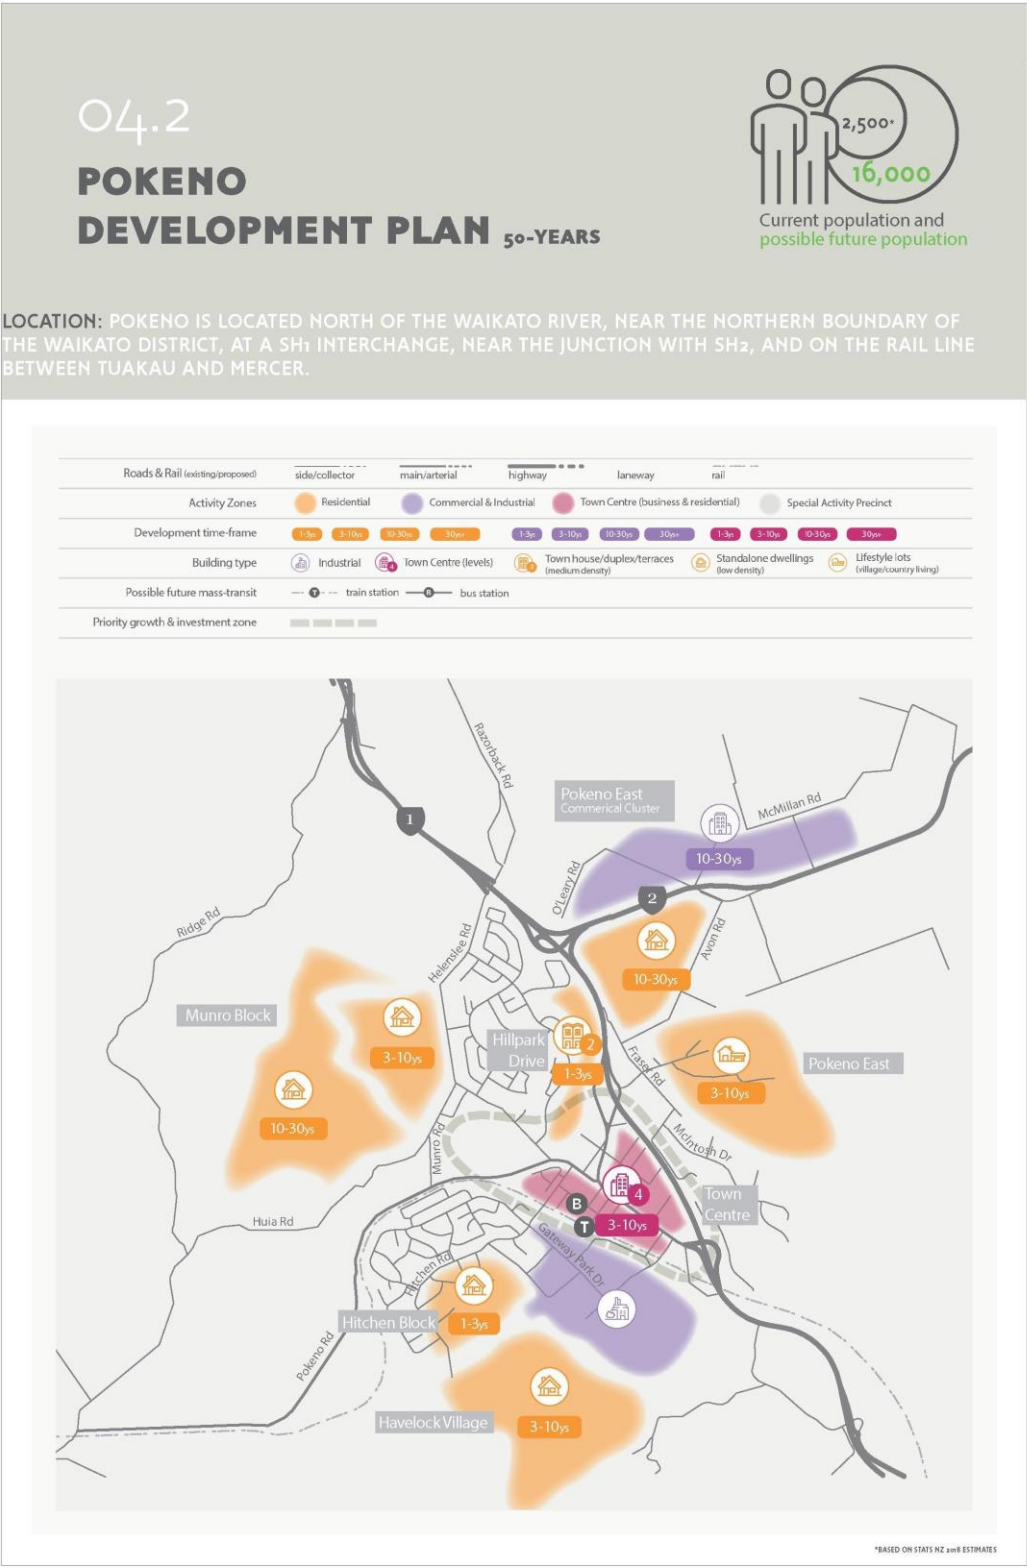 04.2
POKENO
DEVELOPMENT PLAN 50-YEARS
2,500*
16,000
Current population and
possible future population
LOCATION: POKENO IS LOCATED NORTH OF THE WAIKATO RIVER, NEAR THE NORTHERN BOUNDARY OF
THE WAIKATO DISTRICT, AT A SH1 INTERCHANGE, NEAR THE JUNCTION WITH SH2, AND ON THE RAIL LINE
BETWEEN TUAKAU AND MERCER.
Roads & Rail (existing/proposed) side/collector main/arterial highway laneway rail
Activity Zones Residential Commercial & Industrial Town Centre (business & residential) Special Activity Precinct
Development time-frame 1-3ys 3-10ys 10-30ys 30ys+ 1-3ys 3-10ys 10-30ys 30ys+ 1-3ys 3-10ys 10-30ys 30ys+
Building type Industrial Town Centre (levels) Town house/duplex/terraces (medium density) Standalone dwellings (low density) Lifestyle lots (village/country living)
Possible future mass-transit T train station B bus station
Priority growth & investment zone
Razorback Rd
Pokeno East
Commerical Cluster
McMillan Rd
1
10-30ys
O'Leary Rd
2
Ridge Rd
Avon Rd
Helenslee Rd
10-30ys
Munro Block
3-10ys
Hillpark
Drive
2
1-3ys
Fraser Rd
Pokeno East
3-10ys
10-30ys
Munro Rd
McIntosh Dr
4
Town
Centre
B
T
3-10ys
Huia Rd
Gateway Park Dr
Hitchen Rd
Hitchen Block
1-3ys
Pokeno Rd
Havelock Village
3-10ys
*BASED ON STATS NZ 2018 ESTIMATES